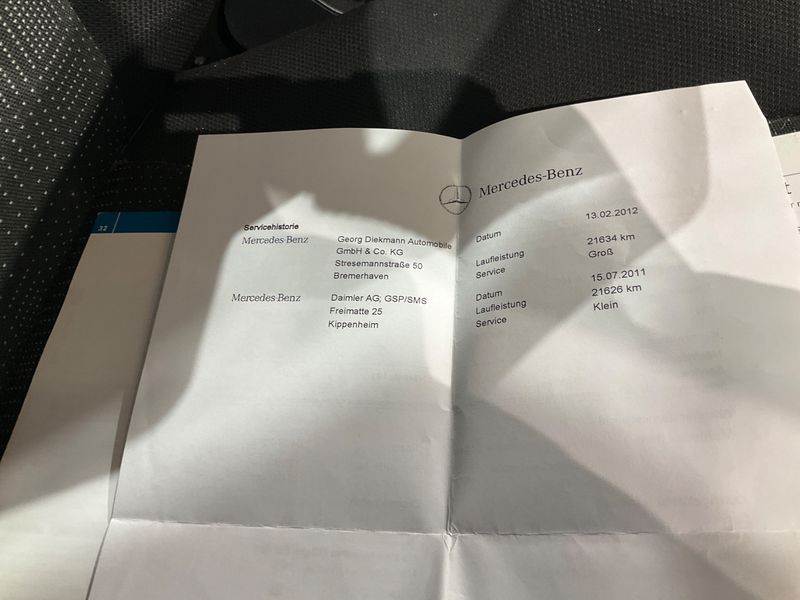 32
Mercedes-Benz
Servicehistorie
Mercedes-Benz Georg Diekmann Automobile Datum 13.02.2012
GmbH & Co. KG Laufleistung 21634 km
Stresemannstraße 50 Service Groß
Bremerhaven
Mercedes-Benz Daimler AG; GSP/SMS Datum 15.07.2011
Freimatte 25 Laufleistung 21626 km
Kippenheim Service Klein